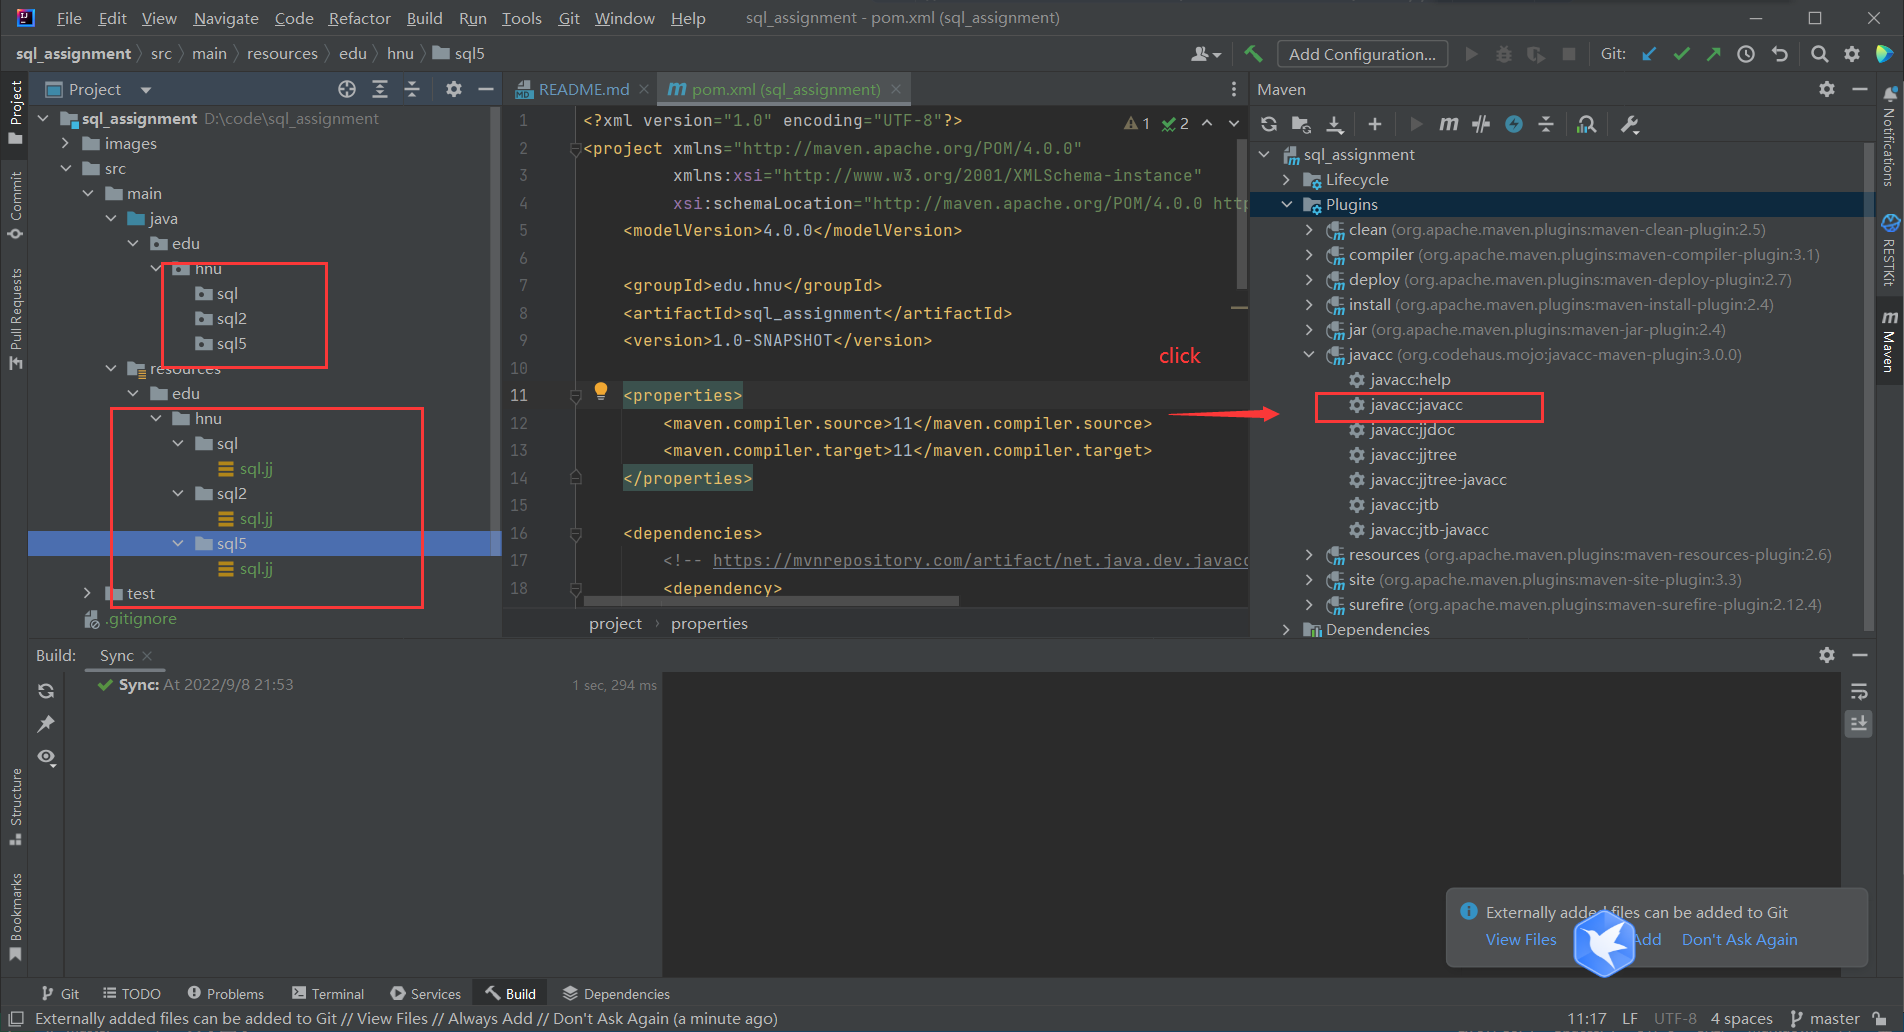 File Edit View Navigate Code Refactor Build Run Tools Git Window Help sql_assignment - pom.xml (sql_assignment)
sql_assignment src main resources edu hnu sql5 Add Configuration... Git:
Project
README.md pom.xml (sql_assignment)
Maven
Project
Commit
Pull Requests
Structure
Bookmarks
sql_assignment D:\code\sql_assignment
images
src
main
java
edu
hnu
sql
sql2
sql5
resources
edu
hnu
sql
sql.jj
sql2
sql.jj
sql5
sql.jj
test
.gitignore
1 <?xml version="1.0" encoding="UTF-8"?> 1 2
2 <project xmlns="http://maven.apache.org/POM/4.0.0"
3 xmlns:xsi="http://www.w3.org/2001/XMLSchema-instance"
4 xsi:schemaLocation="http://maven.apache.org/POM/4.0.0 http
5 <modelVersion>4.0.0</modelVersion>
6
7 <groupId>edu.hnu</groupId>
8 <artifactId>sql_assignment</artifactId>
9 <version>1.0-SNAPSHOT</version>
10
11 <properties>
12 <maven.compiler.source>11</maven.compiler.source>
13 <maven.compiler.target>11</maven.compiler.target>
14 </properties>
15
16 <dependencies>
17 <!-- https://mvnrepository.com/artifact/net.java.dev.javacc
18 <dependency>
project properties
click
sql_assignment
Lifecycle
Plugins
clean (org.apache.maven.plugins:maven-clean-plugin:2.5)
compiler (org.apache.maven.plugins:maven-compiler-plugin:3.1)
deploy (org.apache.maven.plugins:maven-deploy-plugin:2.7)
install (org.apache.maven.plugins:maven-install-plugin:2.4)
jar (org.apache.maven.plugins:maven-jar-plugin:2.4)
javacc (org.codehaus.mojo:javacc-maven-plugin:3.0.0)
javacc:help
javacc:javacc
javacc:jjdoc
javacc:jjtree
javacc:jjtree-javacc
javacc:jtb
javacc:jtb-javacc
resources (org.apache.maven.plugins:maven-resources-plugin:2.6)
site (org.apache.maven.plugins:maven-site-plugin:3.3)
surefire (org.apache.maven.plugins:maven-surefire-plugin:2.12.4)
Dependencies
Notifications
RESTKit
Maven
Build: Sync
Sync: At 2022/9/8 21:53 1 sec, 294 ms
Externally added files can be added to Git
View Files Add Don't Ask Again
Git TODO Problems Terminal Services Build Dependencies
Externally added files can be added to Git // View Files // Always Add // Don't Ask Again (a minute ago) 11:17 LF UTF-8 4 spaces master